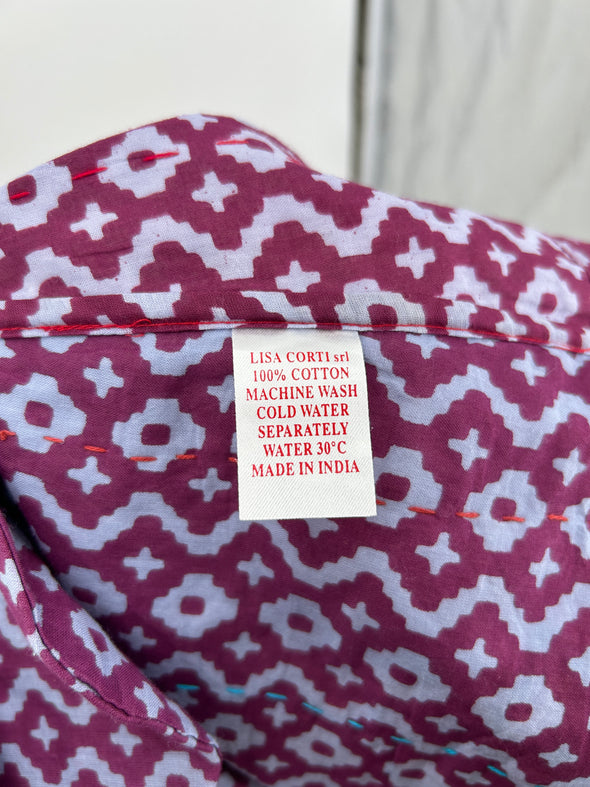 LISA CORTI srl
100% COTTON
MACHINE WASH
COLD WATER
SEPARATELY
WATER 30°C
MADE IN INDIA